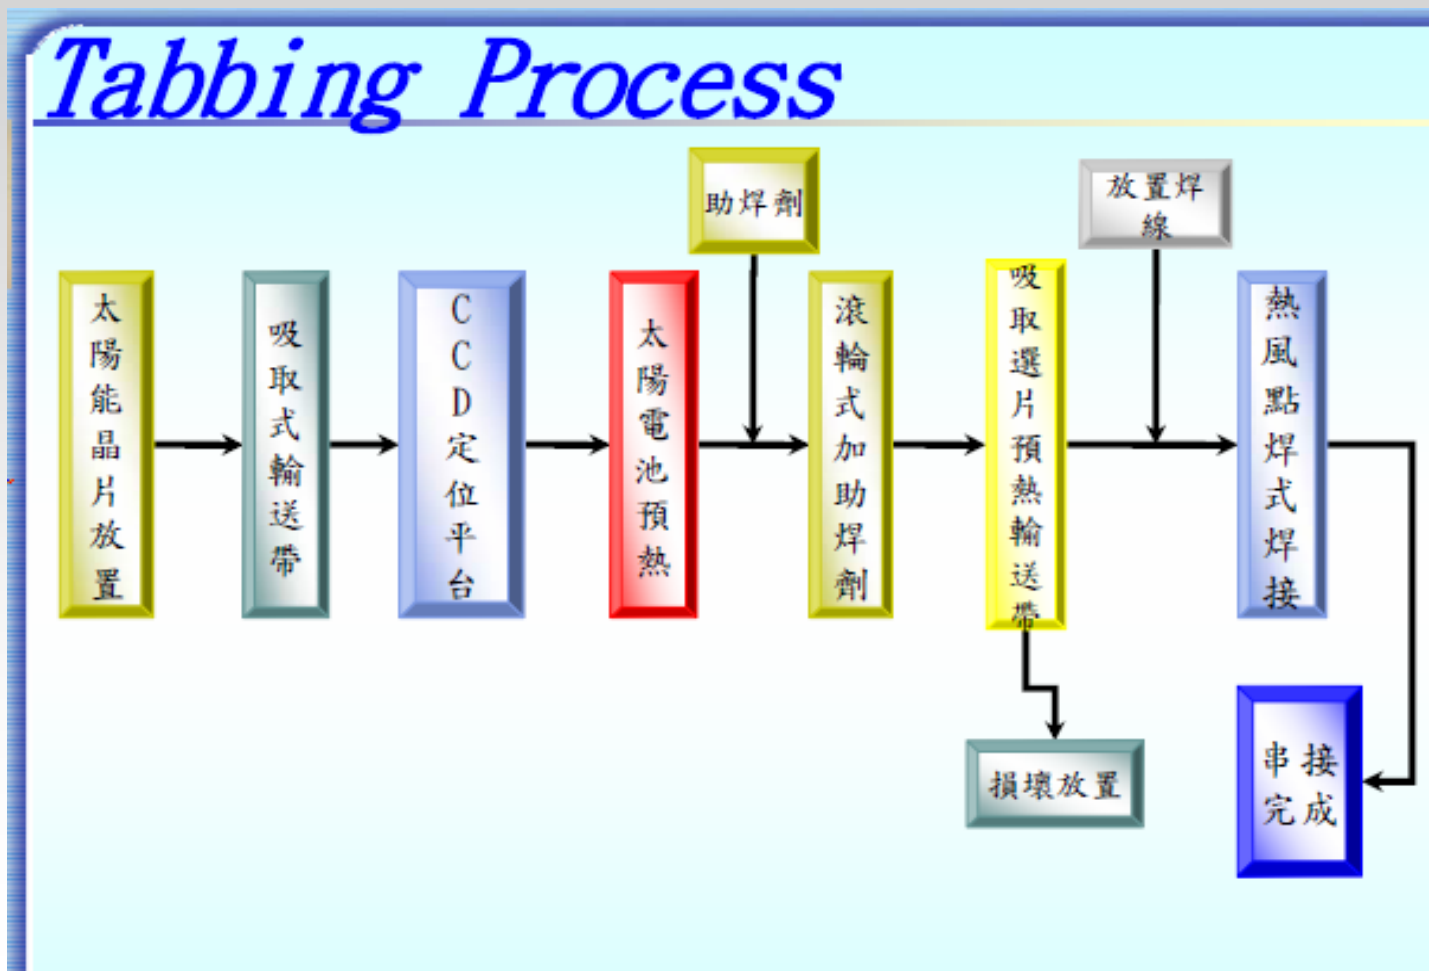 Tabbing Process
助焊劑
放置焊
線
太陽能晶片放置
吸取式輸送帶
CCD定位平台
太陽電池預熱
滾輪式加助焊劑
吸取選片預熱輸送帶
熱風點焊式焊接
損壞放置
串接
完成